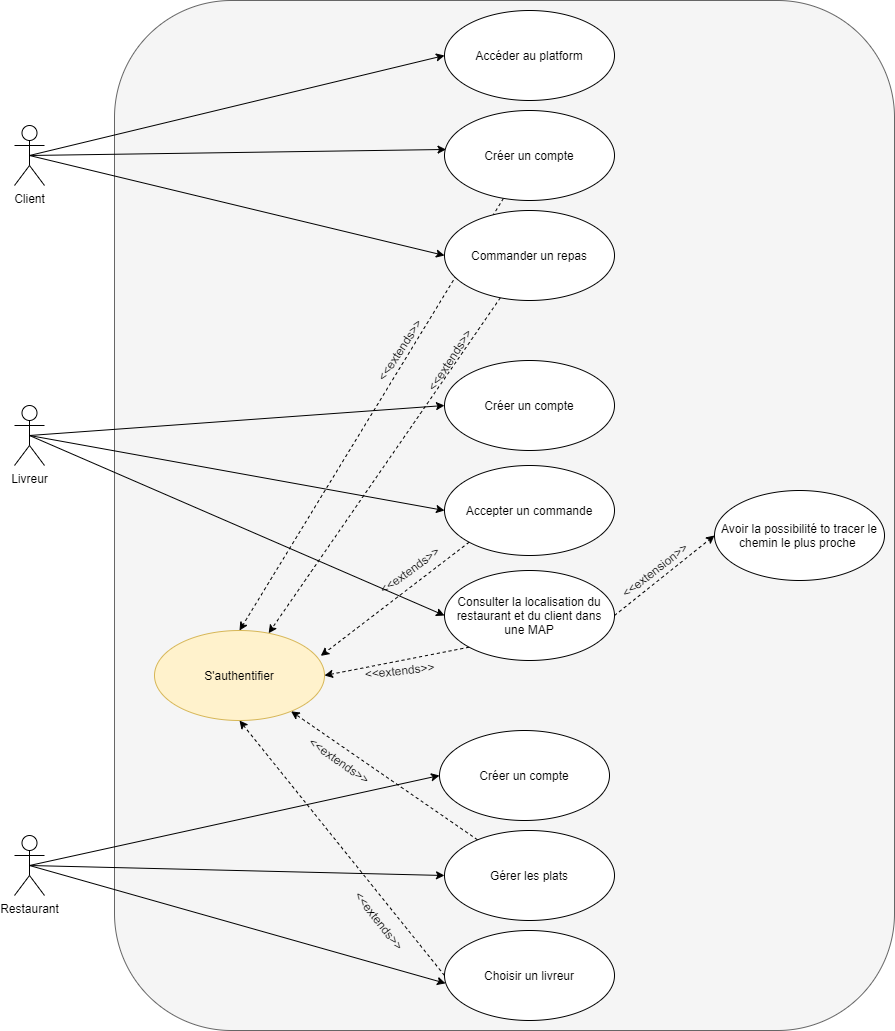 Accéder au platform
Créer un compte
Client
Commander un repas
<<extends>>
<<extends>>
Créer un compte
Livreur
Accepter un commande
Avoir la possibilité to tracer le
chemin le plus proche
<<extends>>
<<extension>>
Consulter la localisation du
restaurant et du client dans
une MAP
S'authentifier
<<extends>>
<<extends>>
Créer un compte
Gérer les plats
Restaurant
<<extends>>
Choisir un livreur